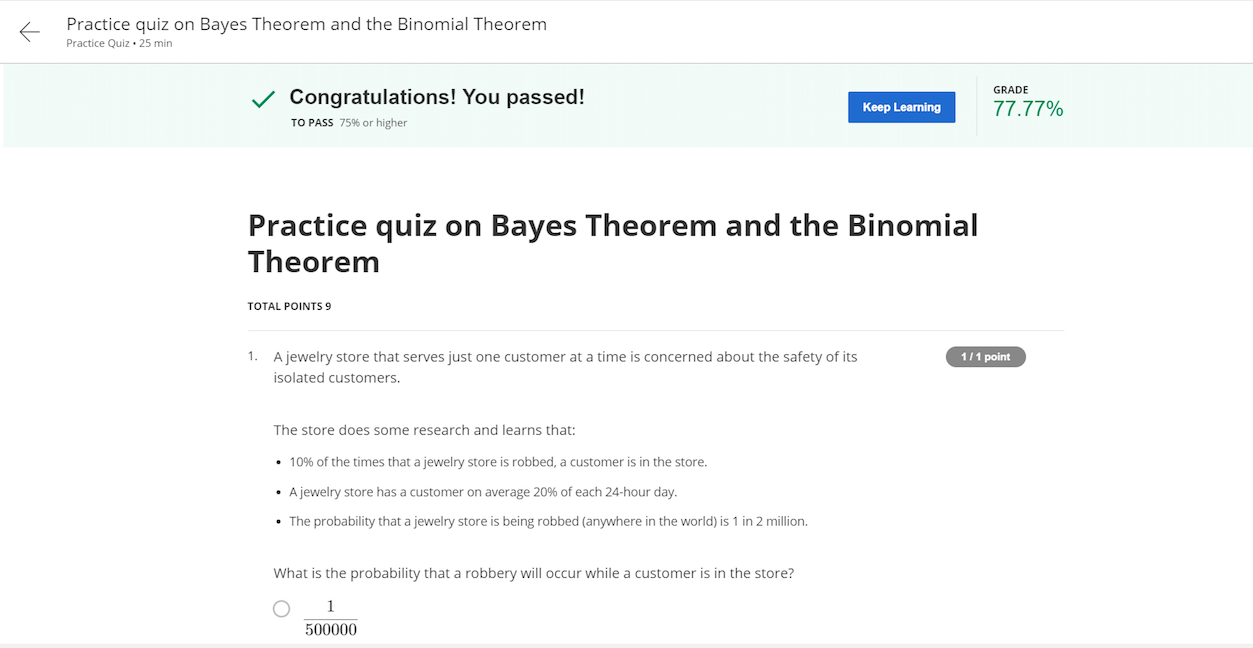 Practice quiz on Bayes Theorem and the Binomial Theorem
Practice Quiz • 25 min
Congratulations! You passed!
TO PASS 75% or higher
Keep Learning
GRADE
77.77%
Practice quiz on Bayes Theorem and the Binomial
Theorem
TOTAL POINTS 9
1. A jewelry store that serves just one customer at a time is concerned about the safety of its
isolated customers.
1 / 1 point
The store does some research and learns that:
• 10% of the times that a jewelry store is robbed, a customer is in the store.
• A jewelry store has a customer on average 20% of each 24-hour day.
• The probability that a jewelry store is being robbed (anywhere in the world) is 1 in 2 million.
What is the probability that a robbery will occur while a customer is in the store?
1
500000